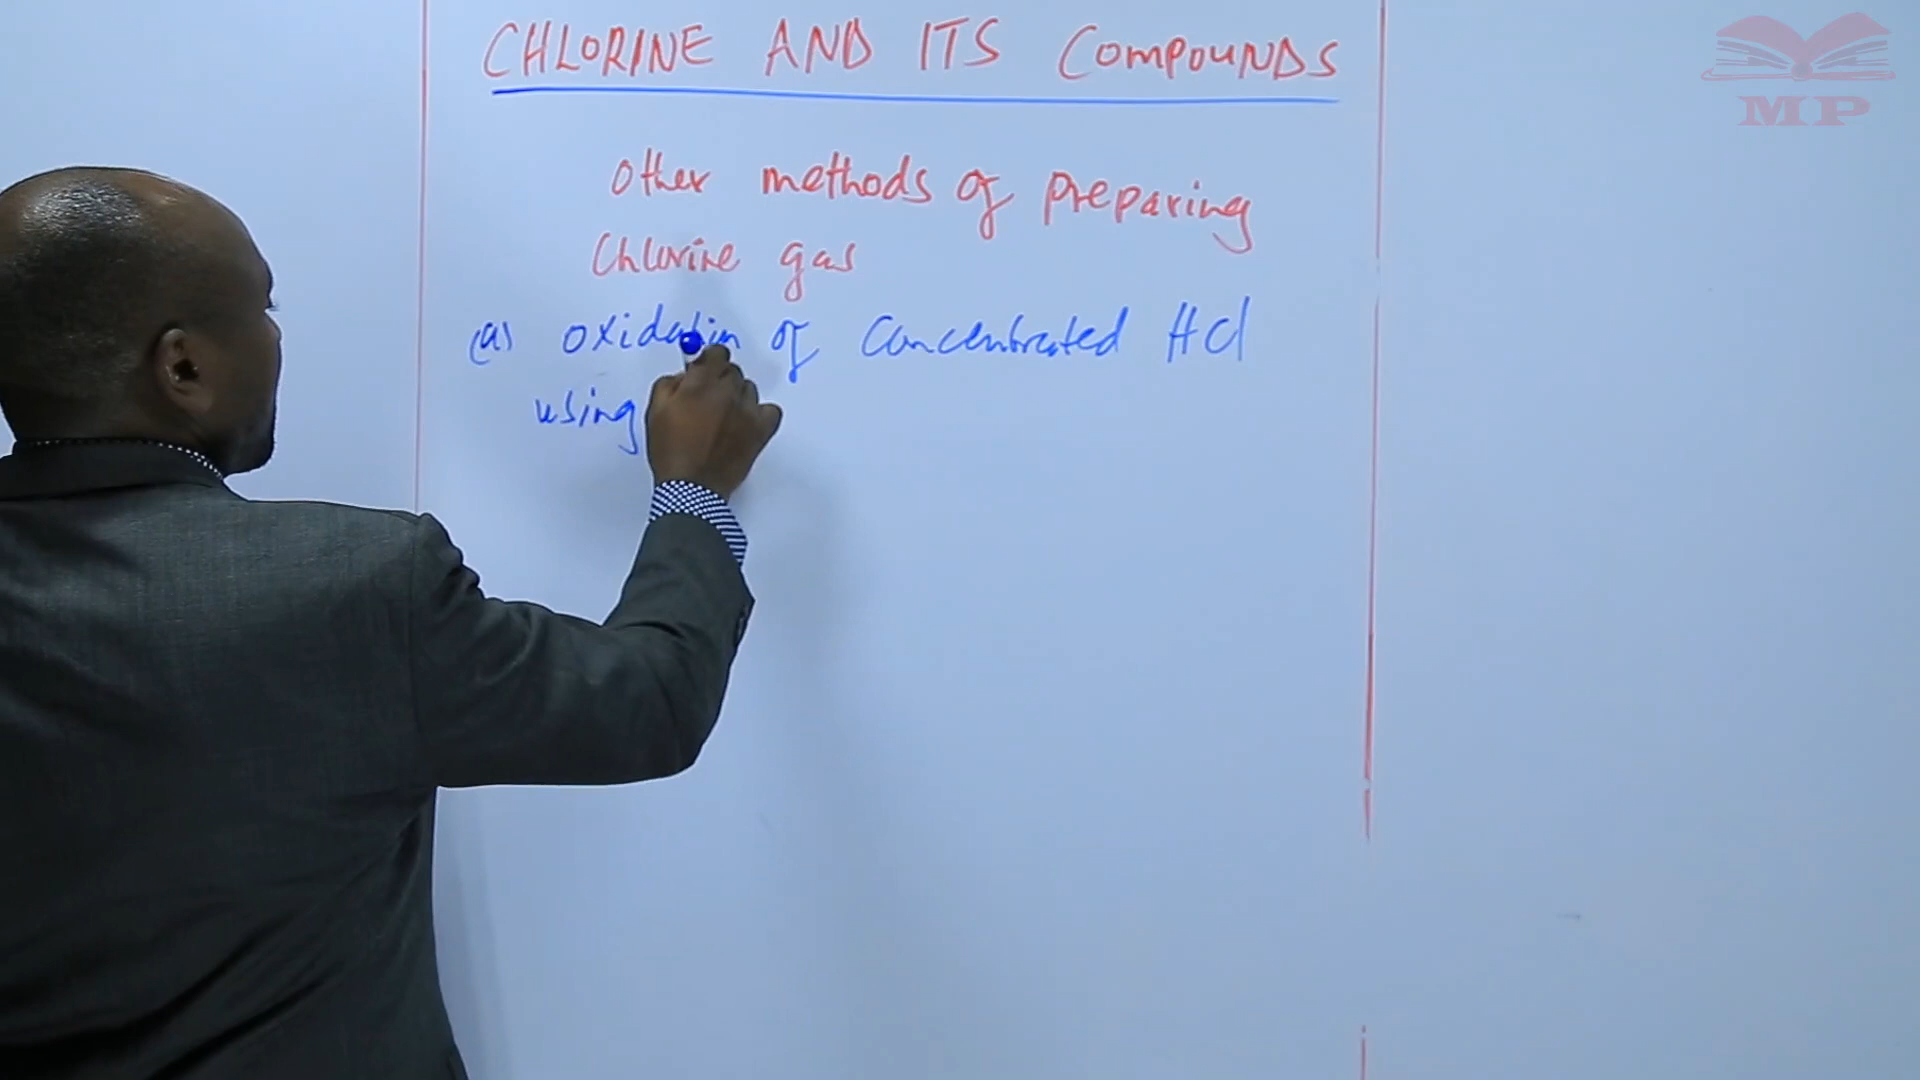 CHLORINE AND ITS COMPOUNDS
MP
Other methods of preparing
Chlorine gas
(a) oxidation of Concentrated HCl
using